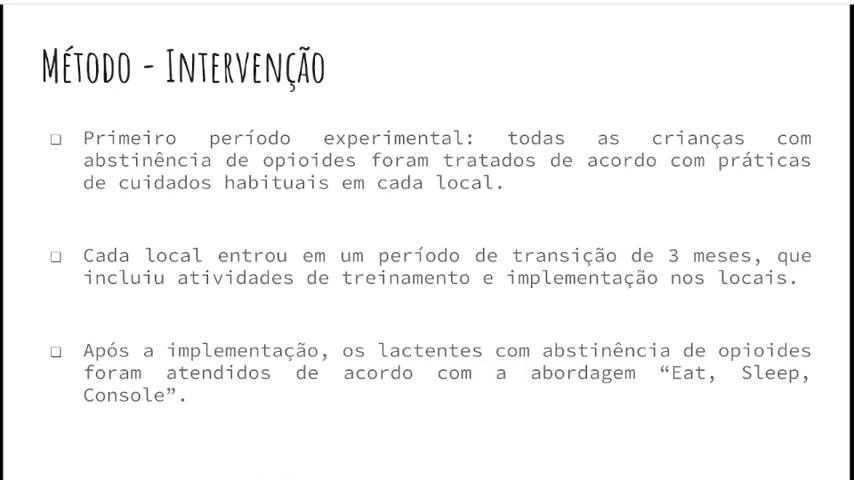 Método - Intervenção
❏ Primeiro período experimental: todas as crianças com
abstinência de opioides foram tratados de acordo com práticas
de cuidados habituais em cada local.
❏ Cada local entrou em um período de transição de 3 meses, que
incluiu atividades de treinamento e implementação nos locais.
❏ Após a implementação, os lactentes com abstinência de opioides
foram atendidos de acordo com a abordagem “Eat, Sleep,
Console”.